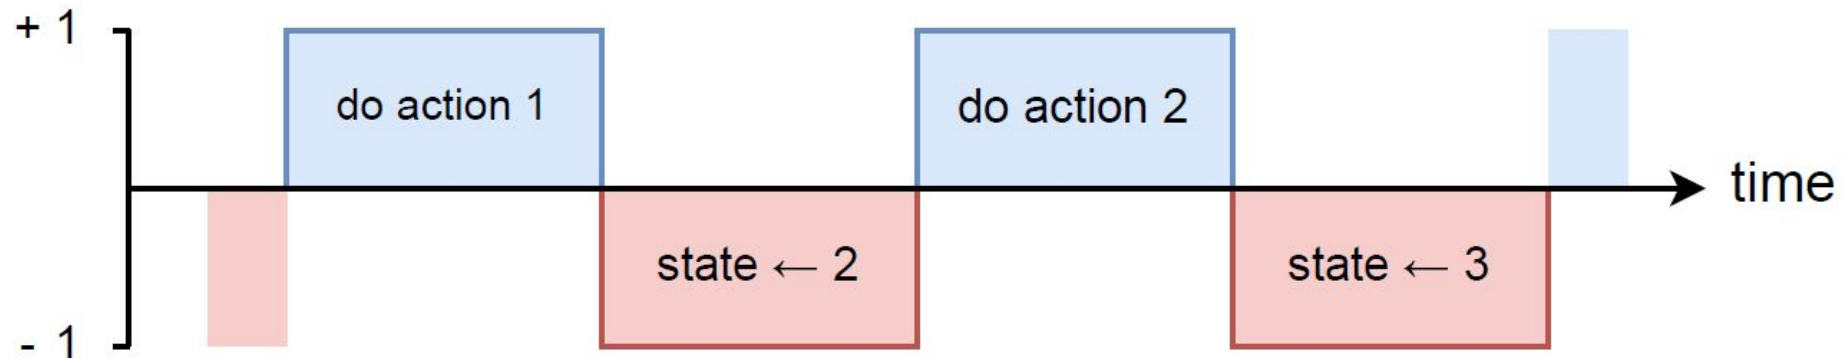 + 1
do action 1
do action 2
time
state ← 2
state ← 3
- 1